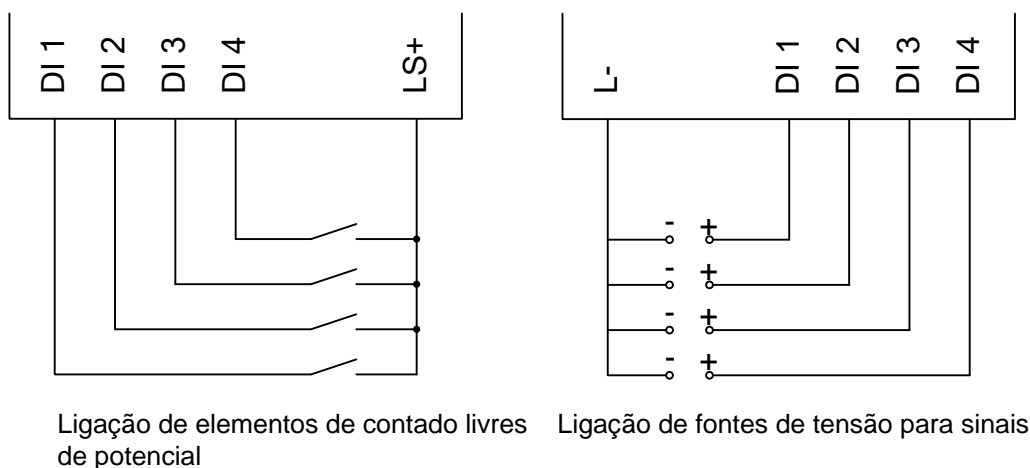 DI 1
DI 2
DI 3
DI 4
LS+
L-
DI 1
DI 2
DI 3
DI 4
- +
- +
- +
- +
Ligação de elementos de contado livres
de potencial
Ligação de fontes de tensão para sinais